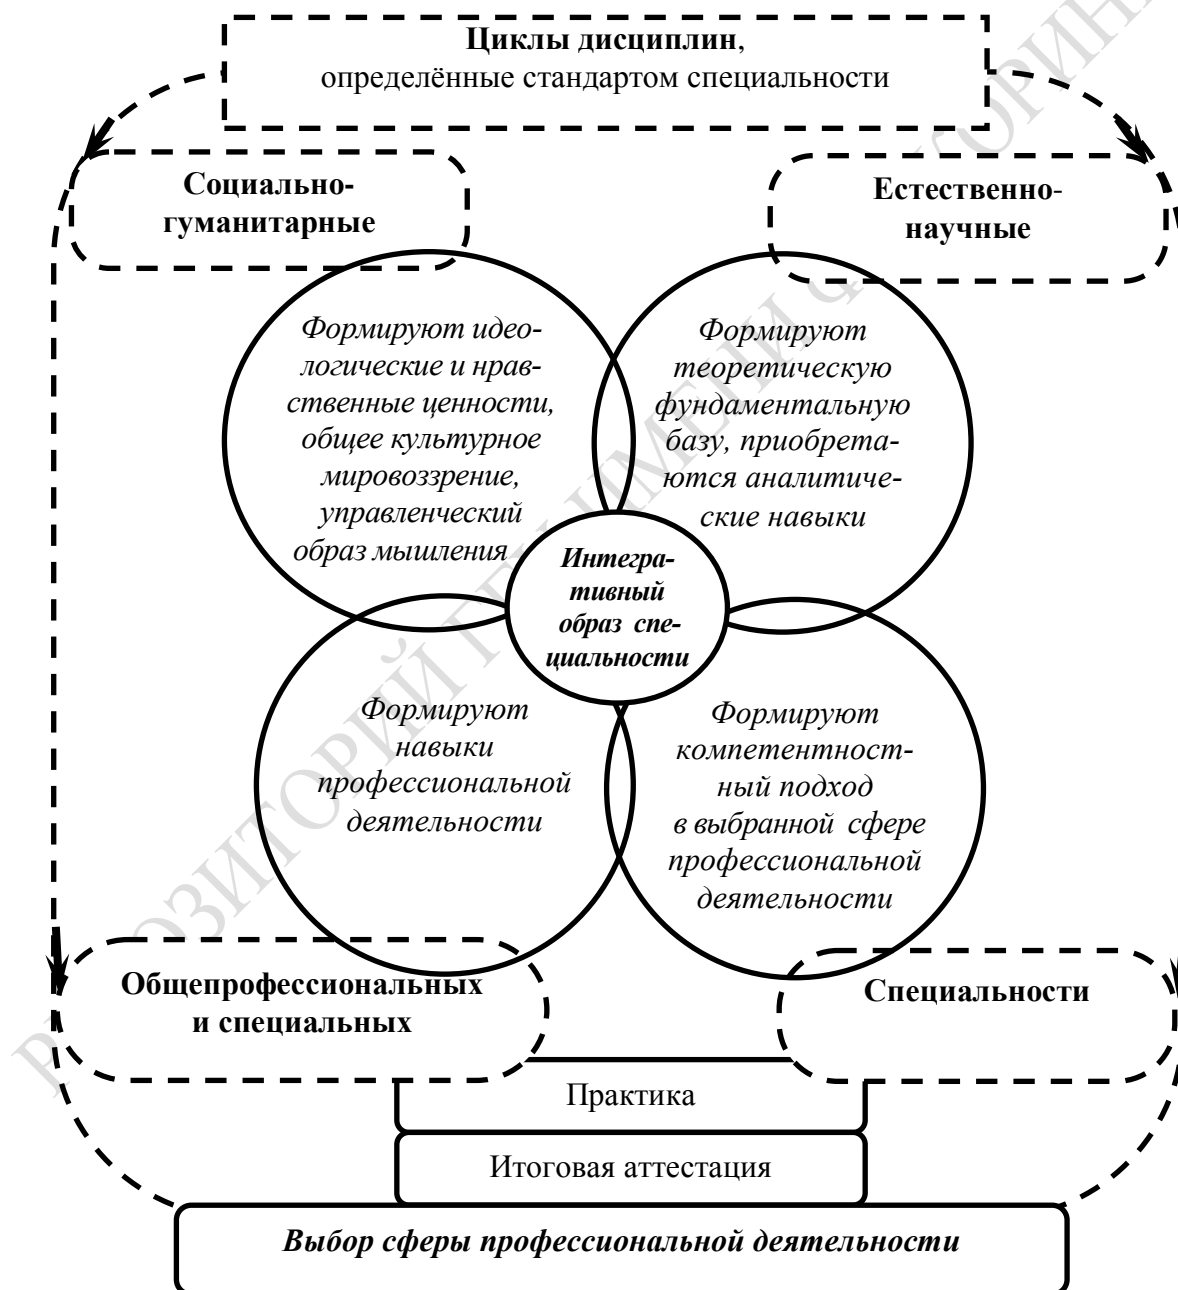 Циклы дисциплин,
определённые стандартом специальности
Социально-
гуманитарные
Естественно-
научные
Формируют идео-
логические и нрав-
ственные ценности,
общее культурное
мировоззрение,
управленческий
образ мышления
Формируют
теоретическую
фундаментальную
базу, приобрета-
ются аналитиче-
ские навыки
Интегра-
тивный
образ спе-
циальности
Формируют
навыки
профессиональной
деятельности
Формируют
компетентност-
ный подход
в выбранной сфере
профессиональной
деятельности
Общепрофессиональных
и специальных
Специальности
Практика
Итоговая аттестация
Выбор сферы профессиональной деятельности